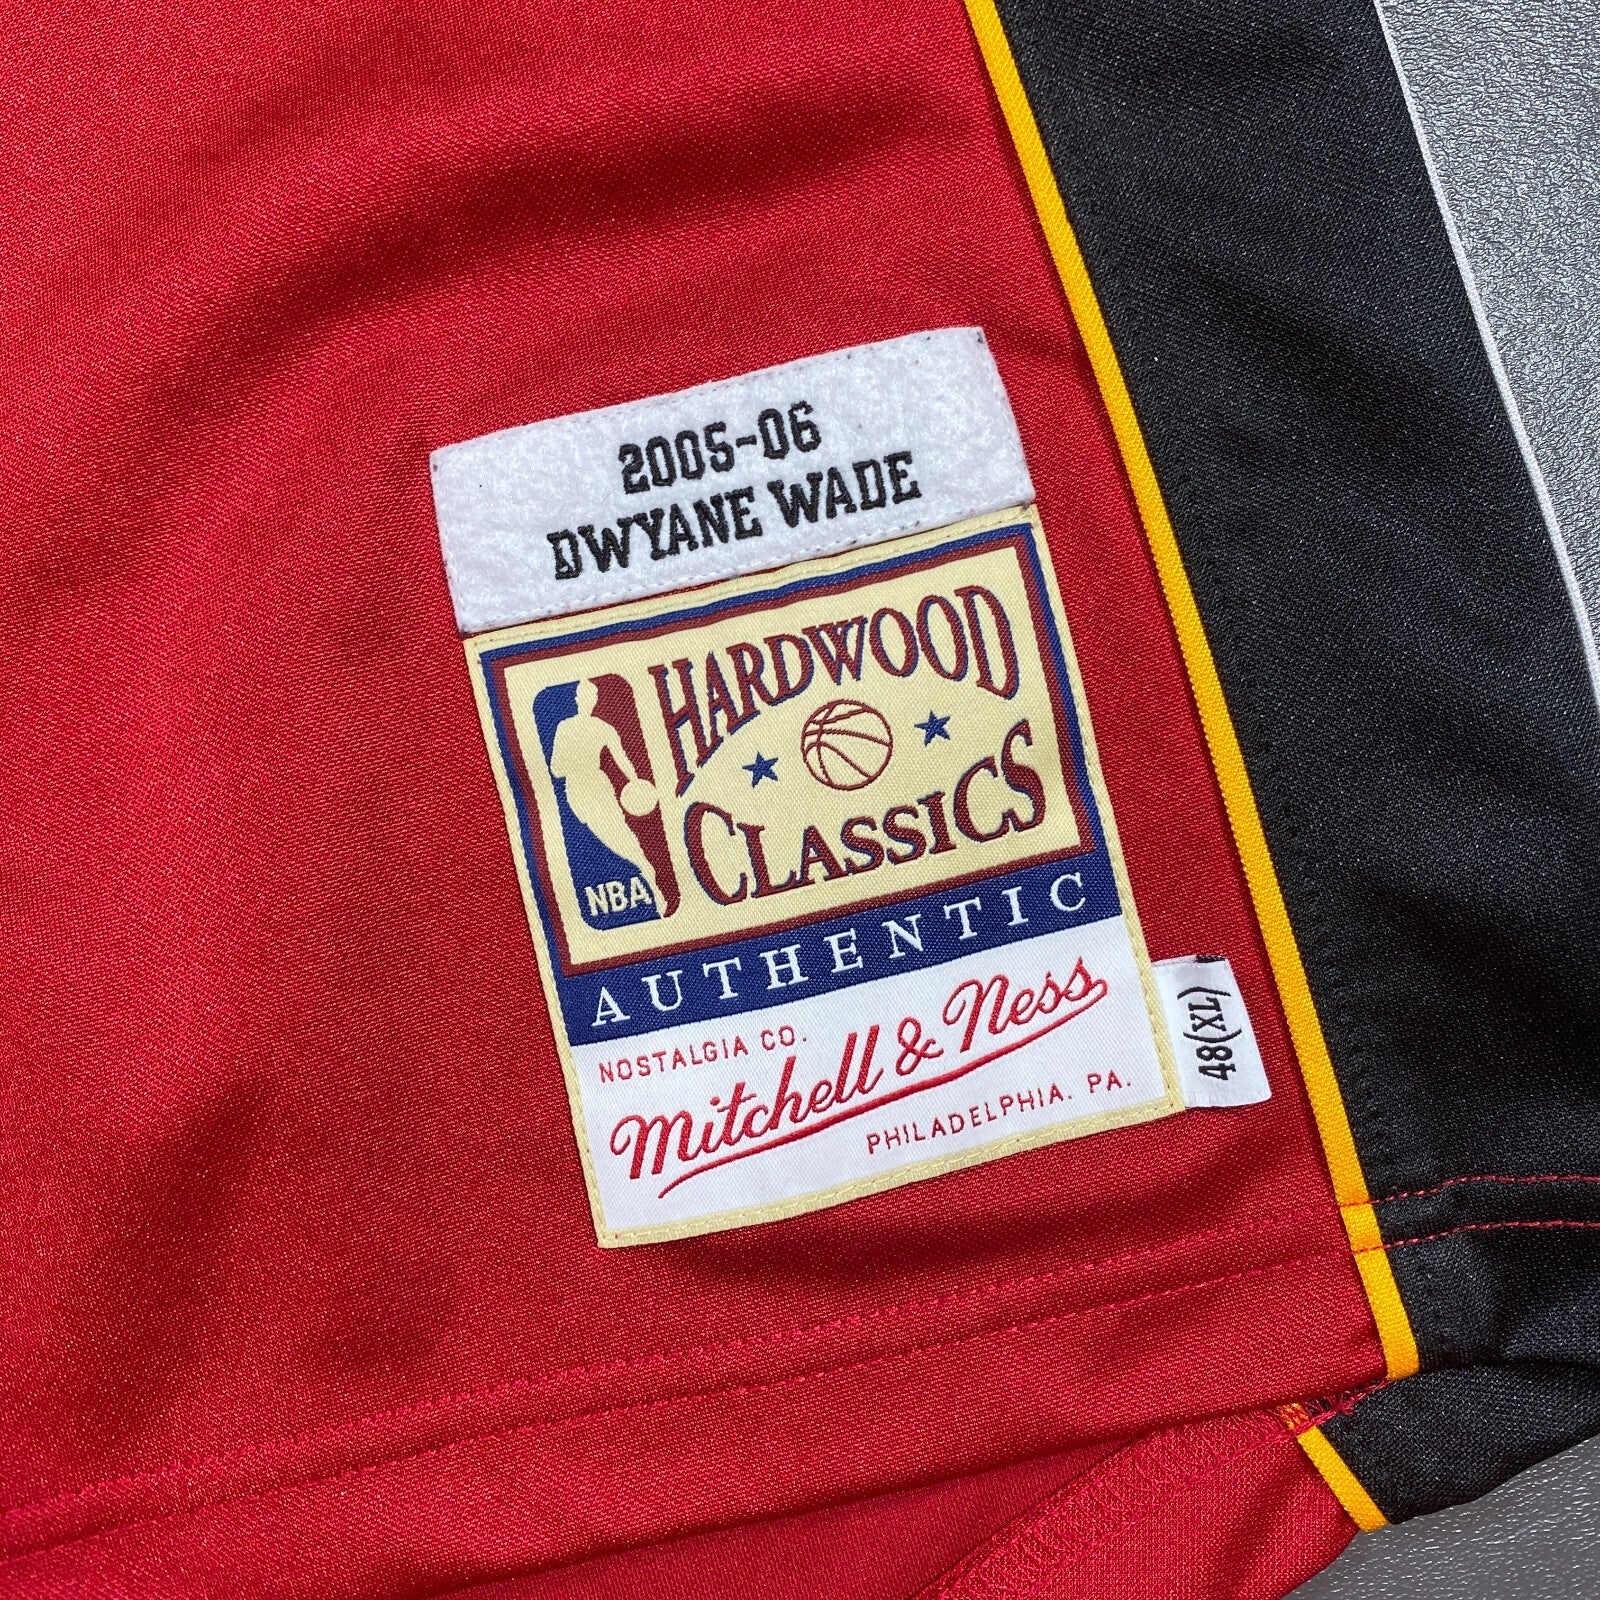 2005-06
DWYANE WADE
HARDWOOD
CLASSICS
NBA
AUTHENTIC
NOSTALGIA CO.
Mitchell & Ness
PHILADELPHIA. PA.
48(XL)